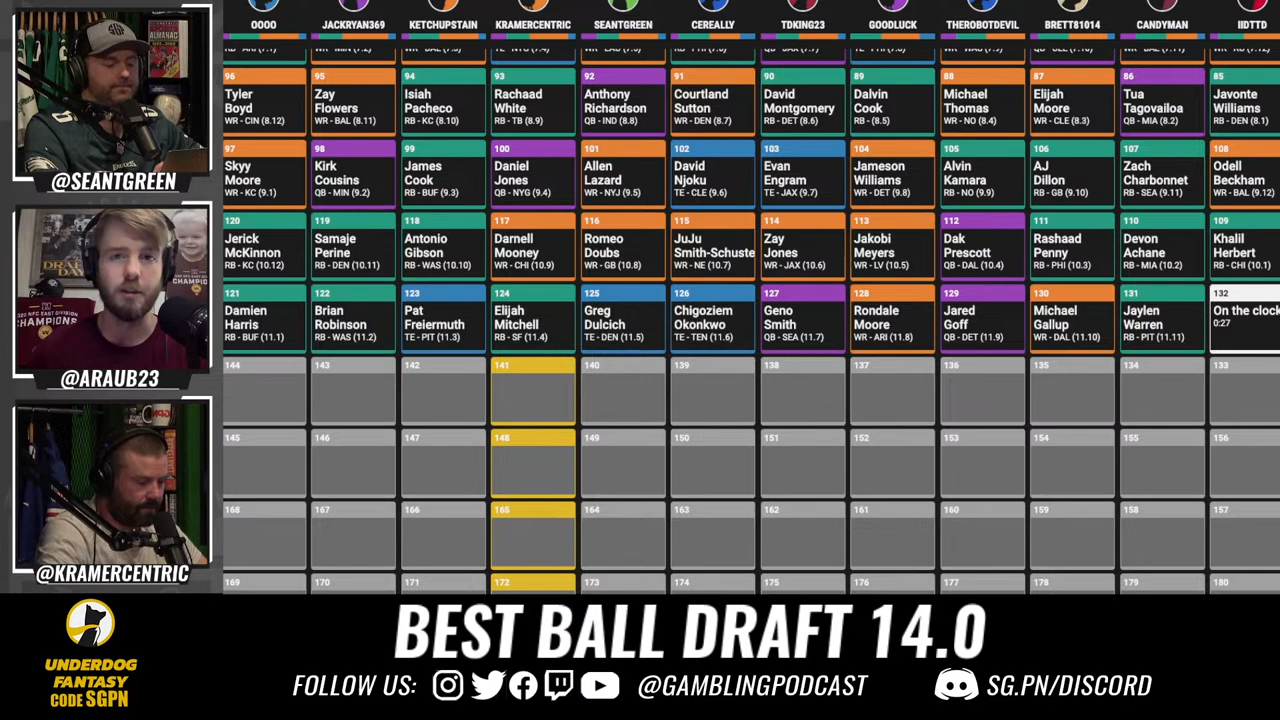 OOOO JACKRYAN369 KETCHUPSTAIN KRAMERCENTRIC SEANTGREEN CEREALLY TDKING23 GOODLUCK THEROBOTDEVIL BRETT81014 CANDYMAN IIDTTD
96 95 94 93 92 91 90 89 88 87 86 85
Tyler Zay Isiah Rachaad Anthony Courtland David Dalvin Michael Elijah Tua Javonte
Boyd Flowers Pacheco White Richardson Sutton Montgomery Cook Thomas Moore Tagovailoa Williams
WR - CIN (8.12) WR - BAL (8.11) RB - KC (8.10) RB - TB (8.9) QB - IND (8.8) WR - DEN (8.7) RB - DET (8.6) RB - (8.5) WR - NO (8.4) WR - CLE (8.3) QB - MIA (8.2) RB - DEN (8.1)
97 98 99 100 101 102 103 104 105 106 107 108
Skyy Kirk James Daniel Allen David Evan Jameson Alvin AJ Zach Odell
Moore Cousins Cook Jones Lazard Njoku Engram Williams Kamara Dillon Charbonnet Beckham
WR - KC (9.1) QB - MIN (9.2) RB - BUF (9.3) QB - NYG (9.4) WR - NYJ (9.5) TE - CLE (9.6) TE - JAX (9.7) WR - DET (9.8) RB - NO (9.9) RB - GB (9.10) RB - SEA (9.11) WR - BAL (9.12)
120 119 118 117 116 115 114 113 112 111 110 109
Jerick Samaje Antonio Darnell Romeo JuJu Zay Jakobi Dak Rashaad Devon Khalil
McKinnon Perine Gibson Mooney Doubs Smith-Schuste Jones Meyers Prescott Penny Achane Herbert
RB - KC (10.12) RB - DEN (10.11) RB - WAS (10.10) WR - CHI (10.9) WR - GB (10.8) WR - NE (10.7) WR - JAX (10.6) WR - LV (10.5) QB - DAL (10.4) RB - PHI (10.3) RB - MIA (10.2) RB - CHI (10.1)
121 122 123 124 125 126 127 128 129 130 131 132
Damien Brian Pat Elijah Greg Chigoziem Geno Rondale Jared Michael Jaylen On the clock
Harris Robinson Freiermuth Mitchell Dulcich Okonkwo Smith Moore Goff Gallup Warren 0:27
RB - BUF (11.1) RB - WAS (11.2) TE - PIT (11.3) RB - SF (11.4) TE - DEN (11.5) TE - TEN (11.6) QB - SEA (11.7) WR - ARI (11.8) QB - DET (11.9) WR - DAL (11.10) RB - PIT (11.11)
144 143 142 141 140 139 138 137 136 135 134 133
145 146 147 148 149 150 151 152 153 154 155 156
168 167 166 165 164 163 162 161 160 159 158 157
169 170 171 172 173 174 175 176 177 178 179 180
@SEANTGREEN
@ARAUB23
@KRAMERCENTRIC
UNDERDOG
FANTASY
CODE SGPN
BEST BALL DRAFT 14.0
FOLLOW US: @GAMBLINGPODCAST SG.PN/DISCORD